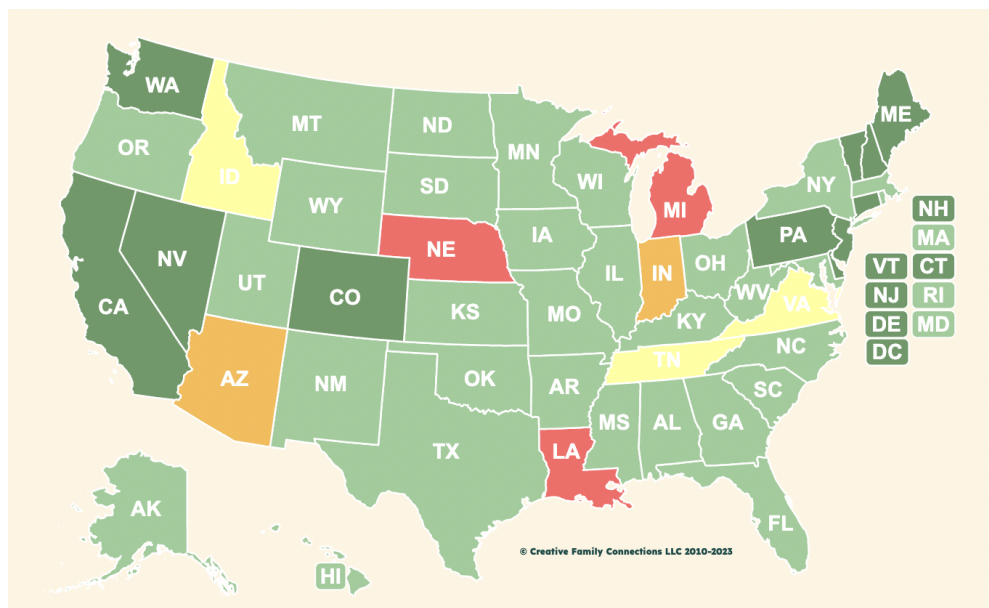 WA
ME
MT
ND
OR
MN
ID
SD
WI
NY
WY
MI
NH
PA
IA
MA
NE
NV
OH
VT
CT
UT
IL
IN
CO
WV
NJ
RI
CA
VA
KS
MO
KY
DE
MD
NC
DC
TN
AZ
OK
NM
AR
SC
MS
AL
GA
TX
LA
AK
FL
© Creative Family Connections LLC 2010-2023
HI